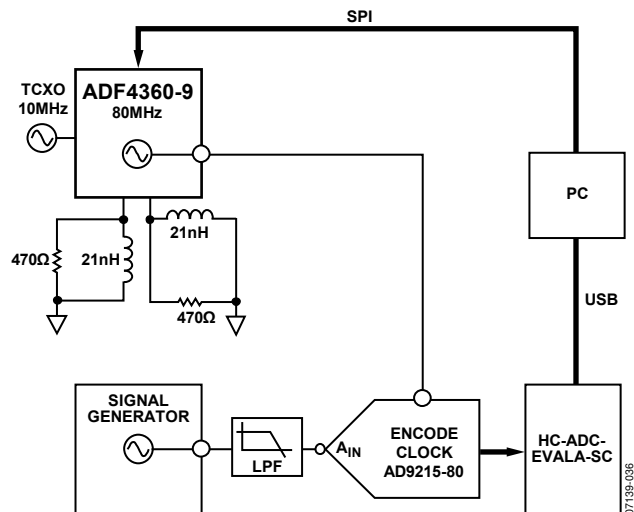 SPI
TCXO
10MHz
ADF4360-9
80MHz
PC
21nH
470Ω
21nH
470Ω
USB
SIGNAL
GENERATOR
LPF
AIN
ENCODE
CLOCK
AD9215-80
HC-ADC-
EVALA-SC
07139-036